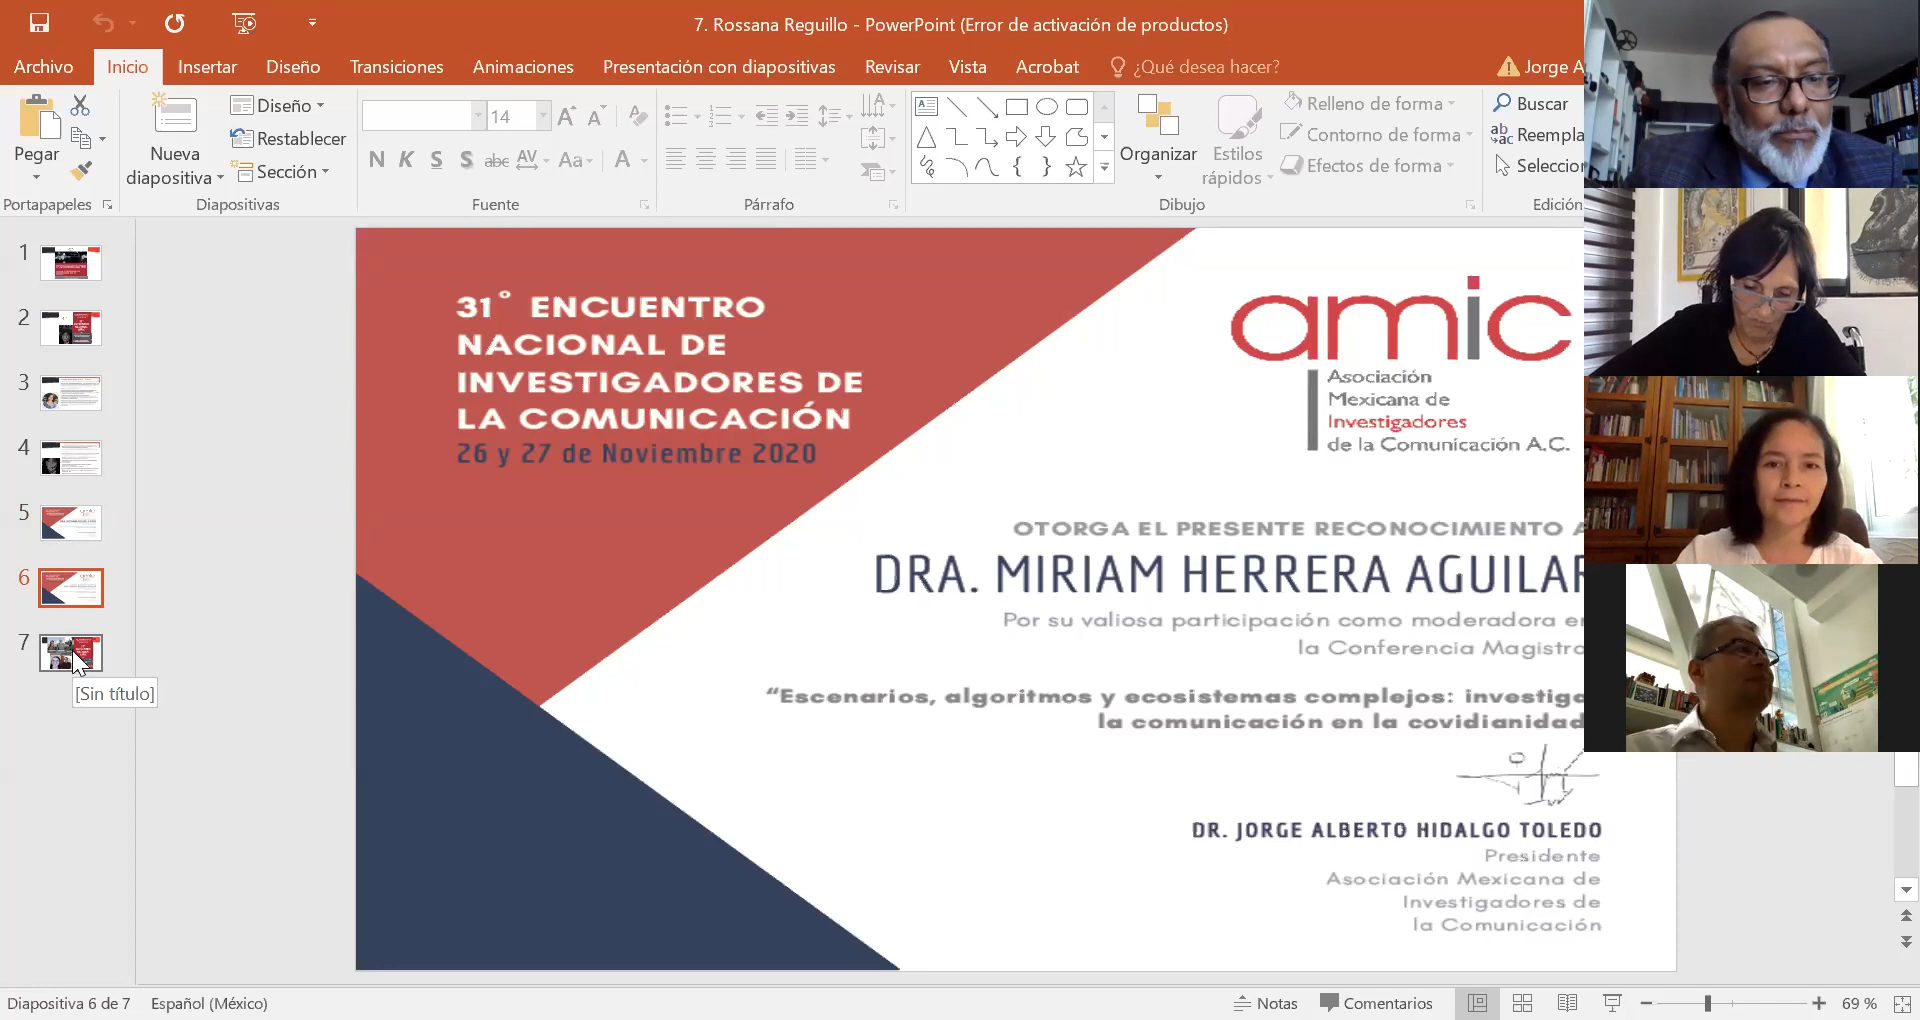 7. Rossana Reguillo - PowerPoint (Error de activación de productos)
Archivo Inicio Insertar Diseño Transiciones Animaciones Presentación con diapositivas Revisar Vista Acrobat ¿Qué desea hacer? Jorge A
Pegar
Portapapeles
Nueva
diapositiva
Diseño
Restablecer
Sección
Diapositivas
14
N K S S abc AV Aa A
Fuente
Párrafo
Organizar
Estilos
rápidos
Relleno de forma
Contorno de forma
Efectos de forma
Dibujo
Buscar
Reempla
Seleccio
Edición
1
2
3
4
5
6
7
[Sin título]
31° ENCUENTRO
NACIONAL DE
INVESTIGADORES DE
LA COMUNICACIÓN
26 y 27 de Noviembre 2020
amic
Asociación
Mexicana de
Investigadores
de la Comunicación A.C.
OTORGA EL PRESENTE RECONOCIMIENTO A
DRA. MIRIAM HERRERA AGUILAR
Por su valiosa participación como moderadora en
la Conferencia Magistra
“Escenarios, algoritmos y ecosistemas complejos: investiga
la comunicación en la covidianidad
DR. JORGE ALBERTO HIDALGO TOLEDO
Presidente
Asociación Mexicana de
Investigadores de
la Comunicación
Diapositiva 6 de 7 Español (México) Notas Comentarios 69 %